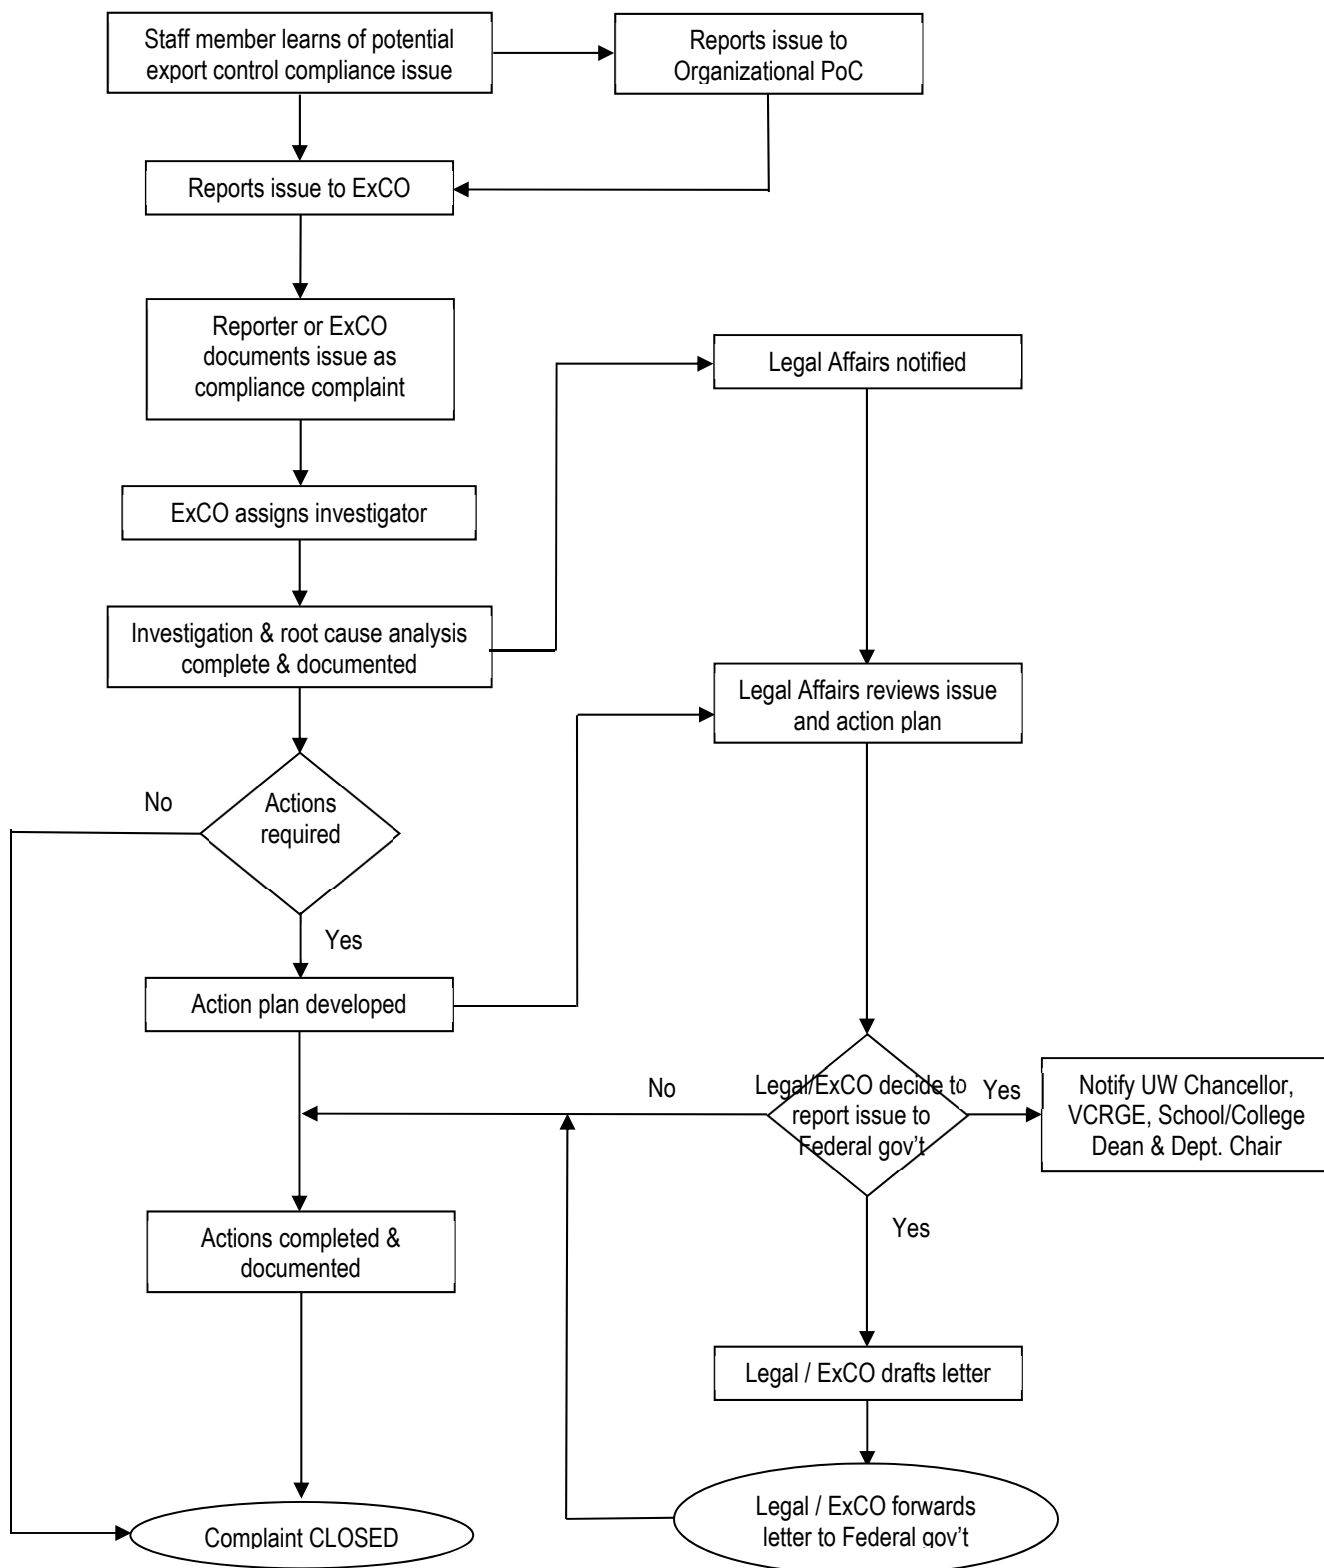 Staff member learns of potential
export control compliance issue
Reports issue to
Organizational PoC
Reports issue to ExCO
Reporter or ExCO
documents issue as
compliance complaint
Legal Affairs notified
ExCO assigns investigator
Investigation & root cause analysis
complete & documented
Legal Affairs reviews issue
and action plan
No
Actions
required
Yes
Action plan developed
No
Legal/ExCO decide to
report issue to
Federal gov't
Yes
Notify UW Chancellor,
VCRGE, School/College
Dean & Dept. Chair
Yes
Actions completed &
documented
Legal / ExCO drafts letter
Legal / ExCO forwards
letter to Federal gov't
Complaint CLOSED